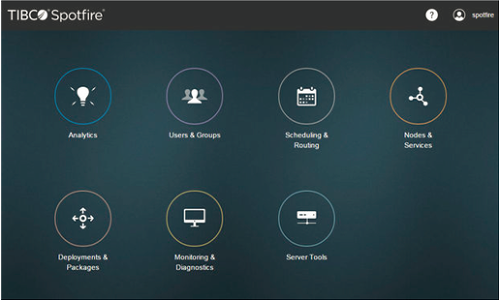 TIBCO Spotfire®
? spotfire
Analytics
Users & Groups
Scheduling &
Routing
Nodes &
Services
Deployments &
Packages
Monitoring &
Diagnostics
Server Tools